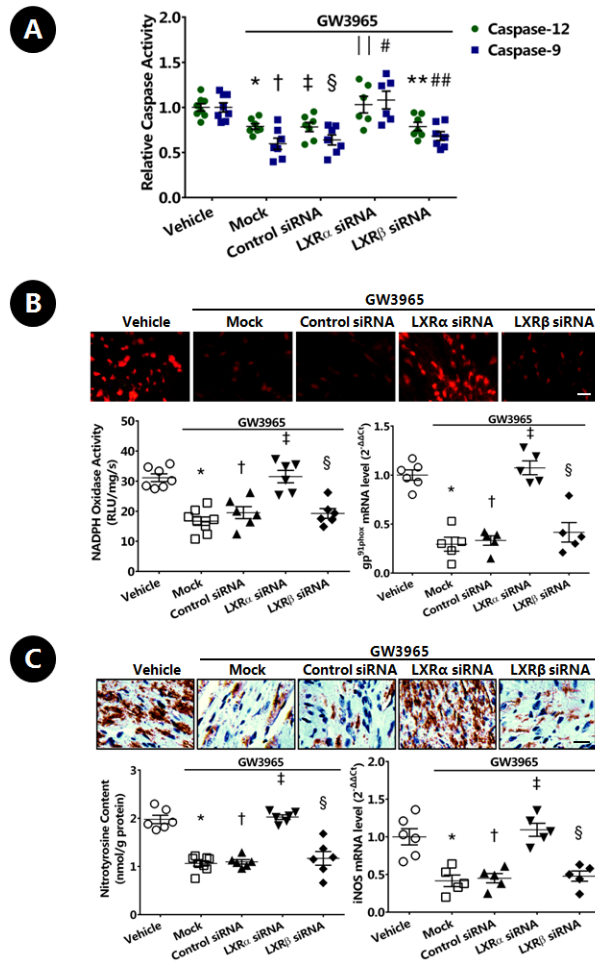 A
GW3965
Caspase-12
Caspase-9
Relative Caspase Activity
2.0
1.5
1.0
0.5
0.0
* † ‡ § || # ** ##
Vehicle
Mock
Control siRNA
LXRα siRNA
LXRβ siRNA
B
GW3965
Vehicle Mock Control siRNA LXRα siRNA LXRβ siRNA
NADPH Oxidase Activity
(RLU/mg/s)
50
40
30
20
10
0
GW3965
* † ‡ §
Vehicle
Mock
Control siRNA
LXRα siRNA
LXRβ siRNA
gp91phox mRNA level (2-ΔΔCt)
1.5
1.0
0.5
0.0
GW3965
* † ‡ §
Vehicle
Mock
Control siRNA
LXRα siRNA
LXRβ siRNA
C
GW3965
Vehicle Mock Control siRNA LXRα siRNA LXRβ siRNA
Nitrotyrosine Content
(nmol/g protein)
3
2
1
0
GW3965
* † ‡ §
Vehicle
Mock
Control siRNA
LXRα siRNA
LXRβ siRNA
iNOS mRNA level (2-ΔΔCt)
2.0
1.5
1.0
0.5
0.0
GW3965
* † ‡ §
Vehicle
Mock
Control siRNA
LXRα siRNA
LXRβ siRNA